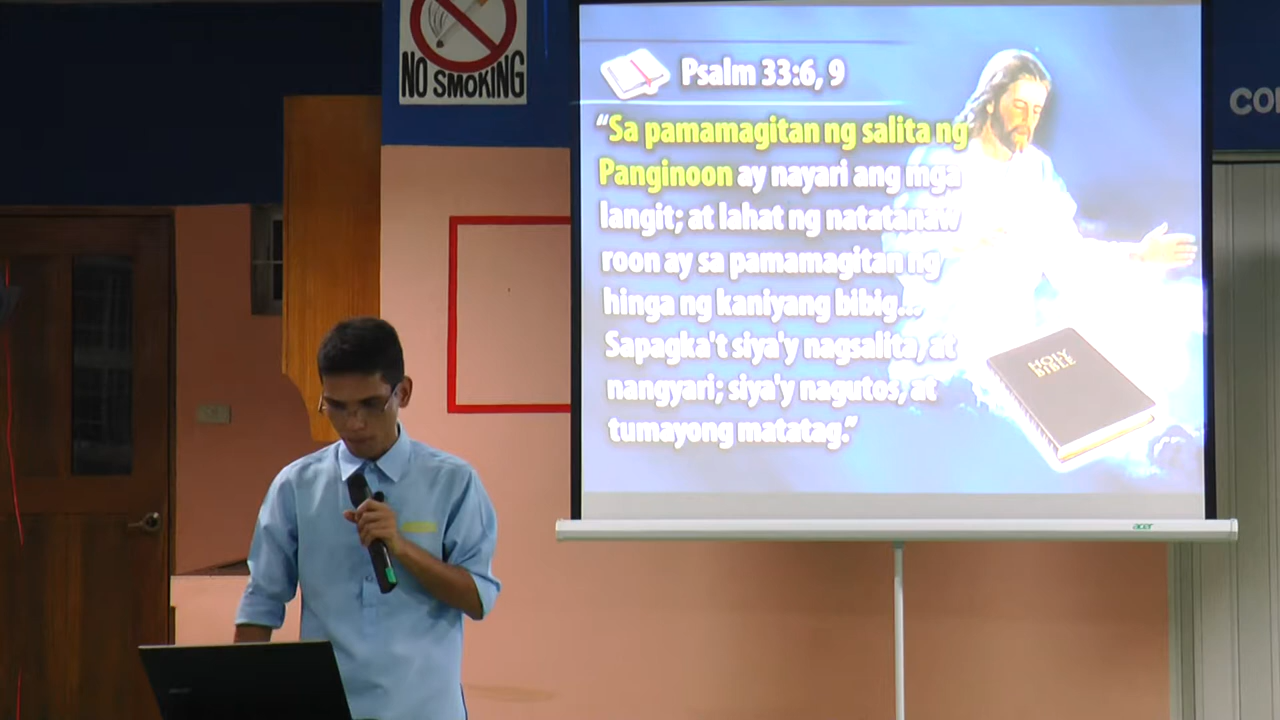 NO SMOKING
Psalm 33:6, 9
“Sa pamamagitan ng salita ng
Panginoon ay nayari ang mga
langit; at lahat ng natatanaw
roon ay sa pamamagitan ng
hinga ng kaniyang bibig...
Sapagka't siya'y nagsalita, at
nangyari; siya'y nagutos, at
tumayong matatag.”
HOLY
BIBLE
acer